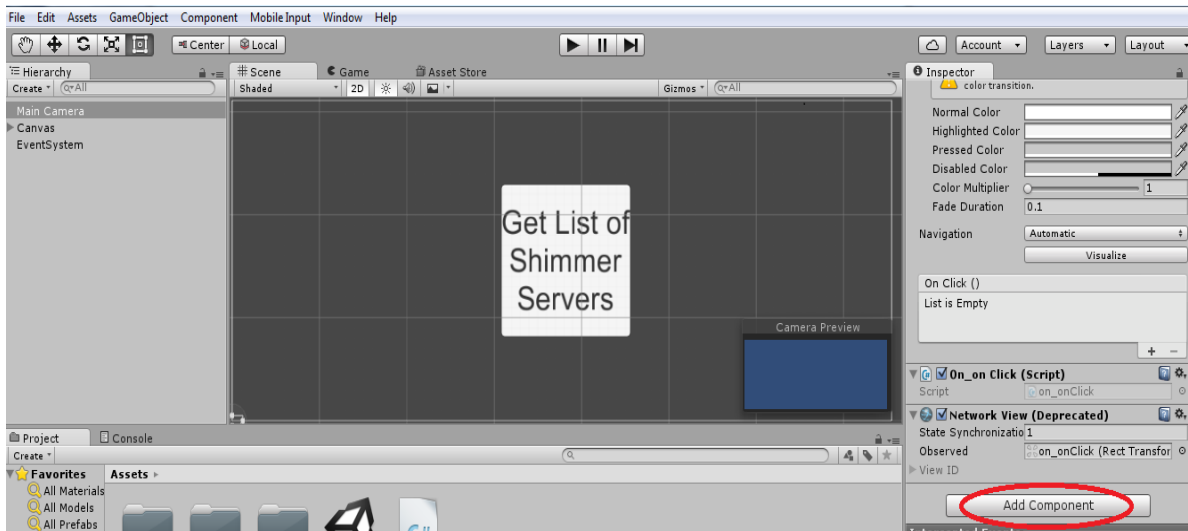 File Edit Assets GameObject Component Mobile Input Window Help
Center Local Account Layers Layout
Hierarchy
Create All
Main Camera
Canvas
EventSystem
Scene Game Asset Store
Shaded 2D Gizmos All
Get List of
Shimmer
Servers
Camera Preview
Inspector
color transition.
Normal Color
Highlighted Color
Pressed Color
Disabled Color
Color Multiplier 1
Fade Duration 0.1
Navigation Automatic
Visualize
On Click ()
List is Empty
+ −
On_on Click (Script)
Script on_onClick
Network View (Deprecated)
State Synchronizatio 1
Observed on_onClick (Rect Transfor
View ID
Add Component
Project Console
Create
Favorites
All Materials
All Models
All Prefabs
Assets
C#